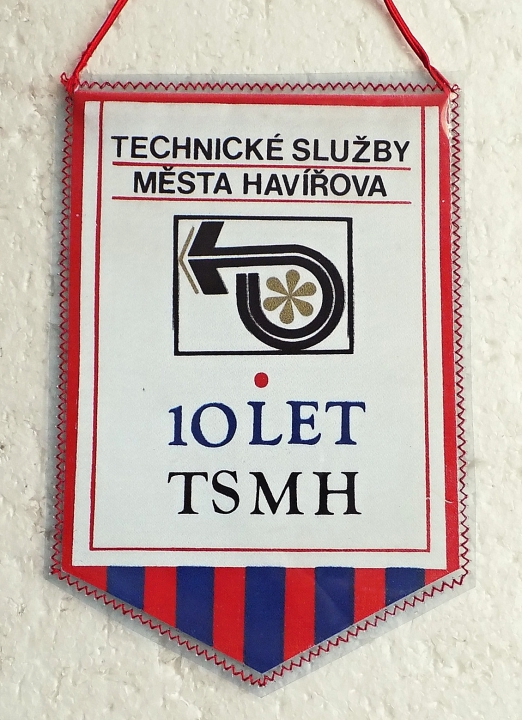 TECHNICKÉ SLUŽBY
MĚSTA HAVÍŘOVA
10 LET
TSMH